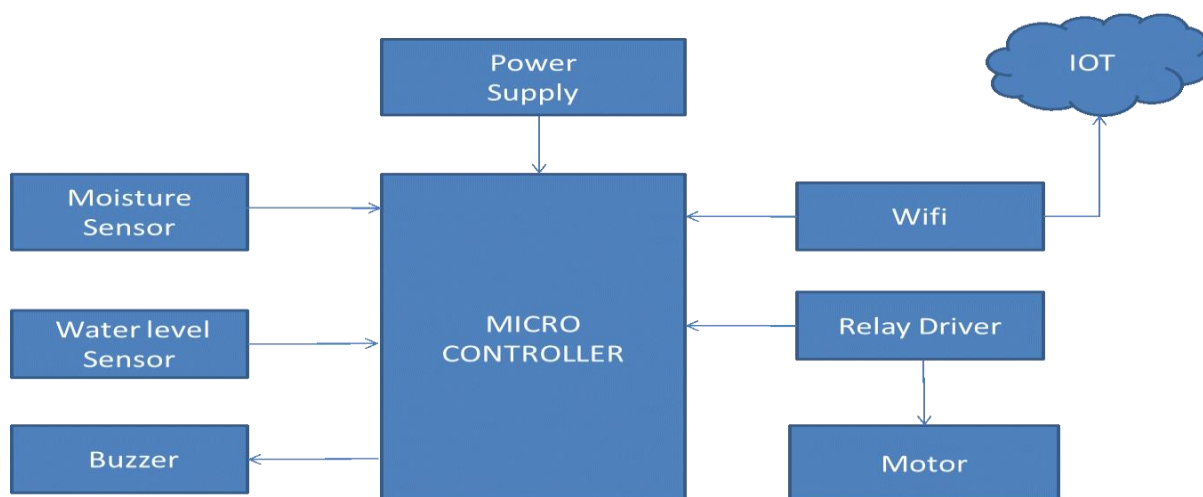 Power
Supply
IOT
Moisture
Sensor
Wifi
Water level
Sensor
MICRO
CONTROLLER
Relay Driver
Buzzer
Motor